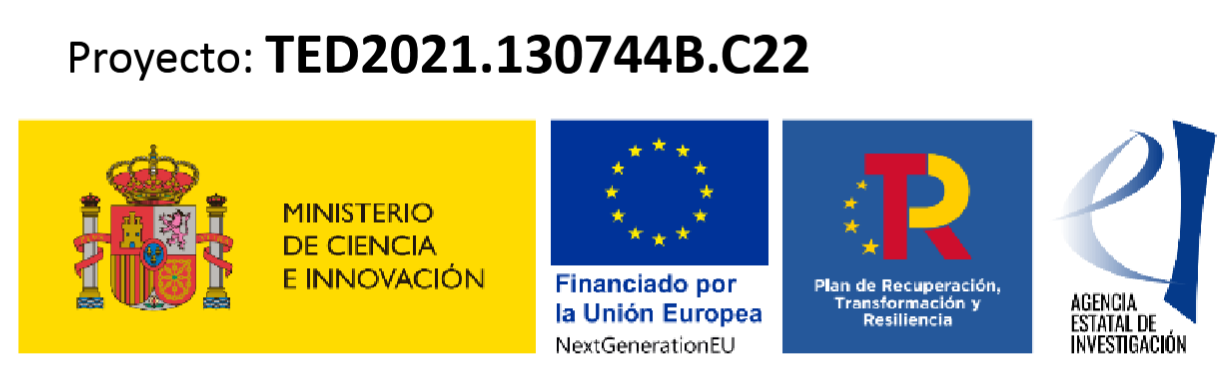 Proyecto: TED2021.130744B.C22
MINISTERIO
DE CIENCIA
E INNOVACIÓN
Financiado por
la Unión Europea
NextGenerationEU
Plan de Recuperación,
Transformación y
Resiliencia
AGENCIA
ESTATAL DE
INVESTIGACIÓN